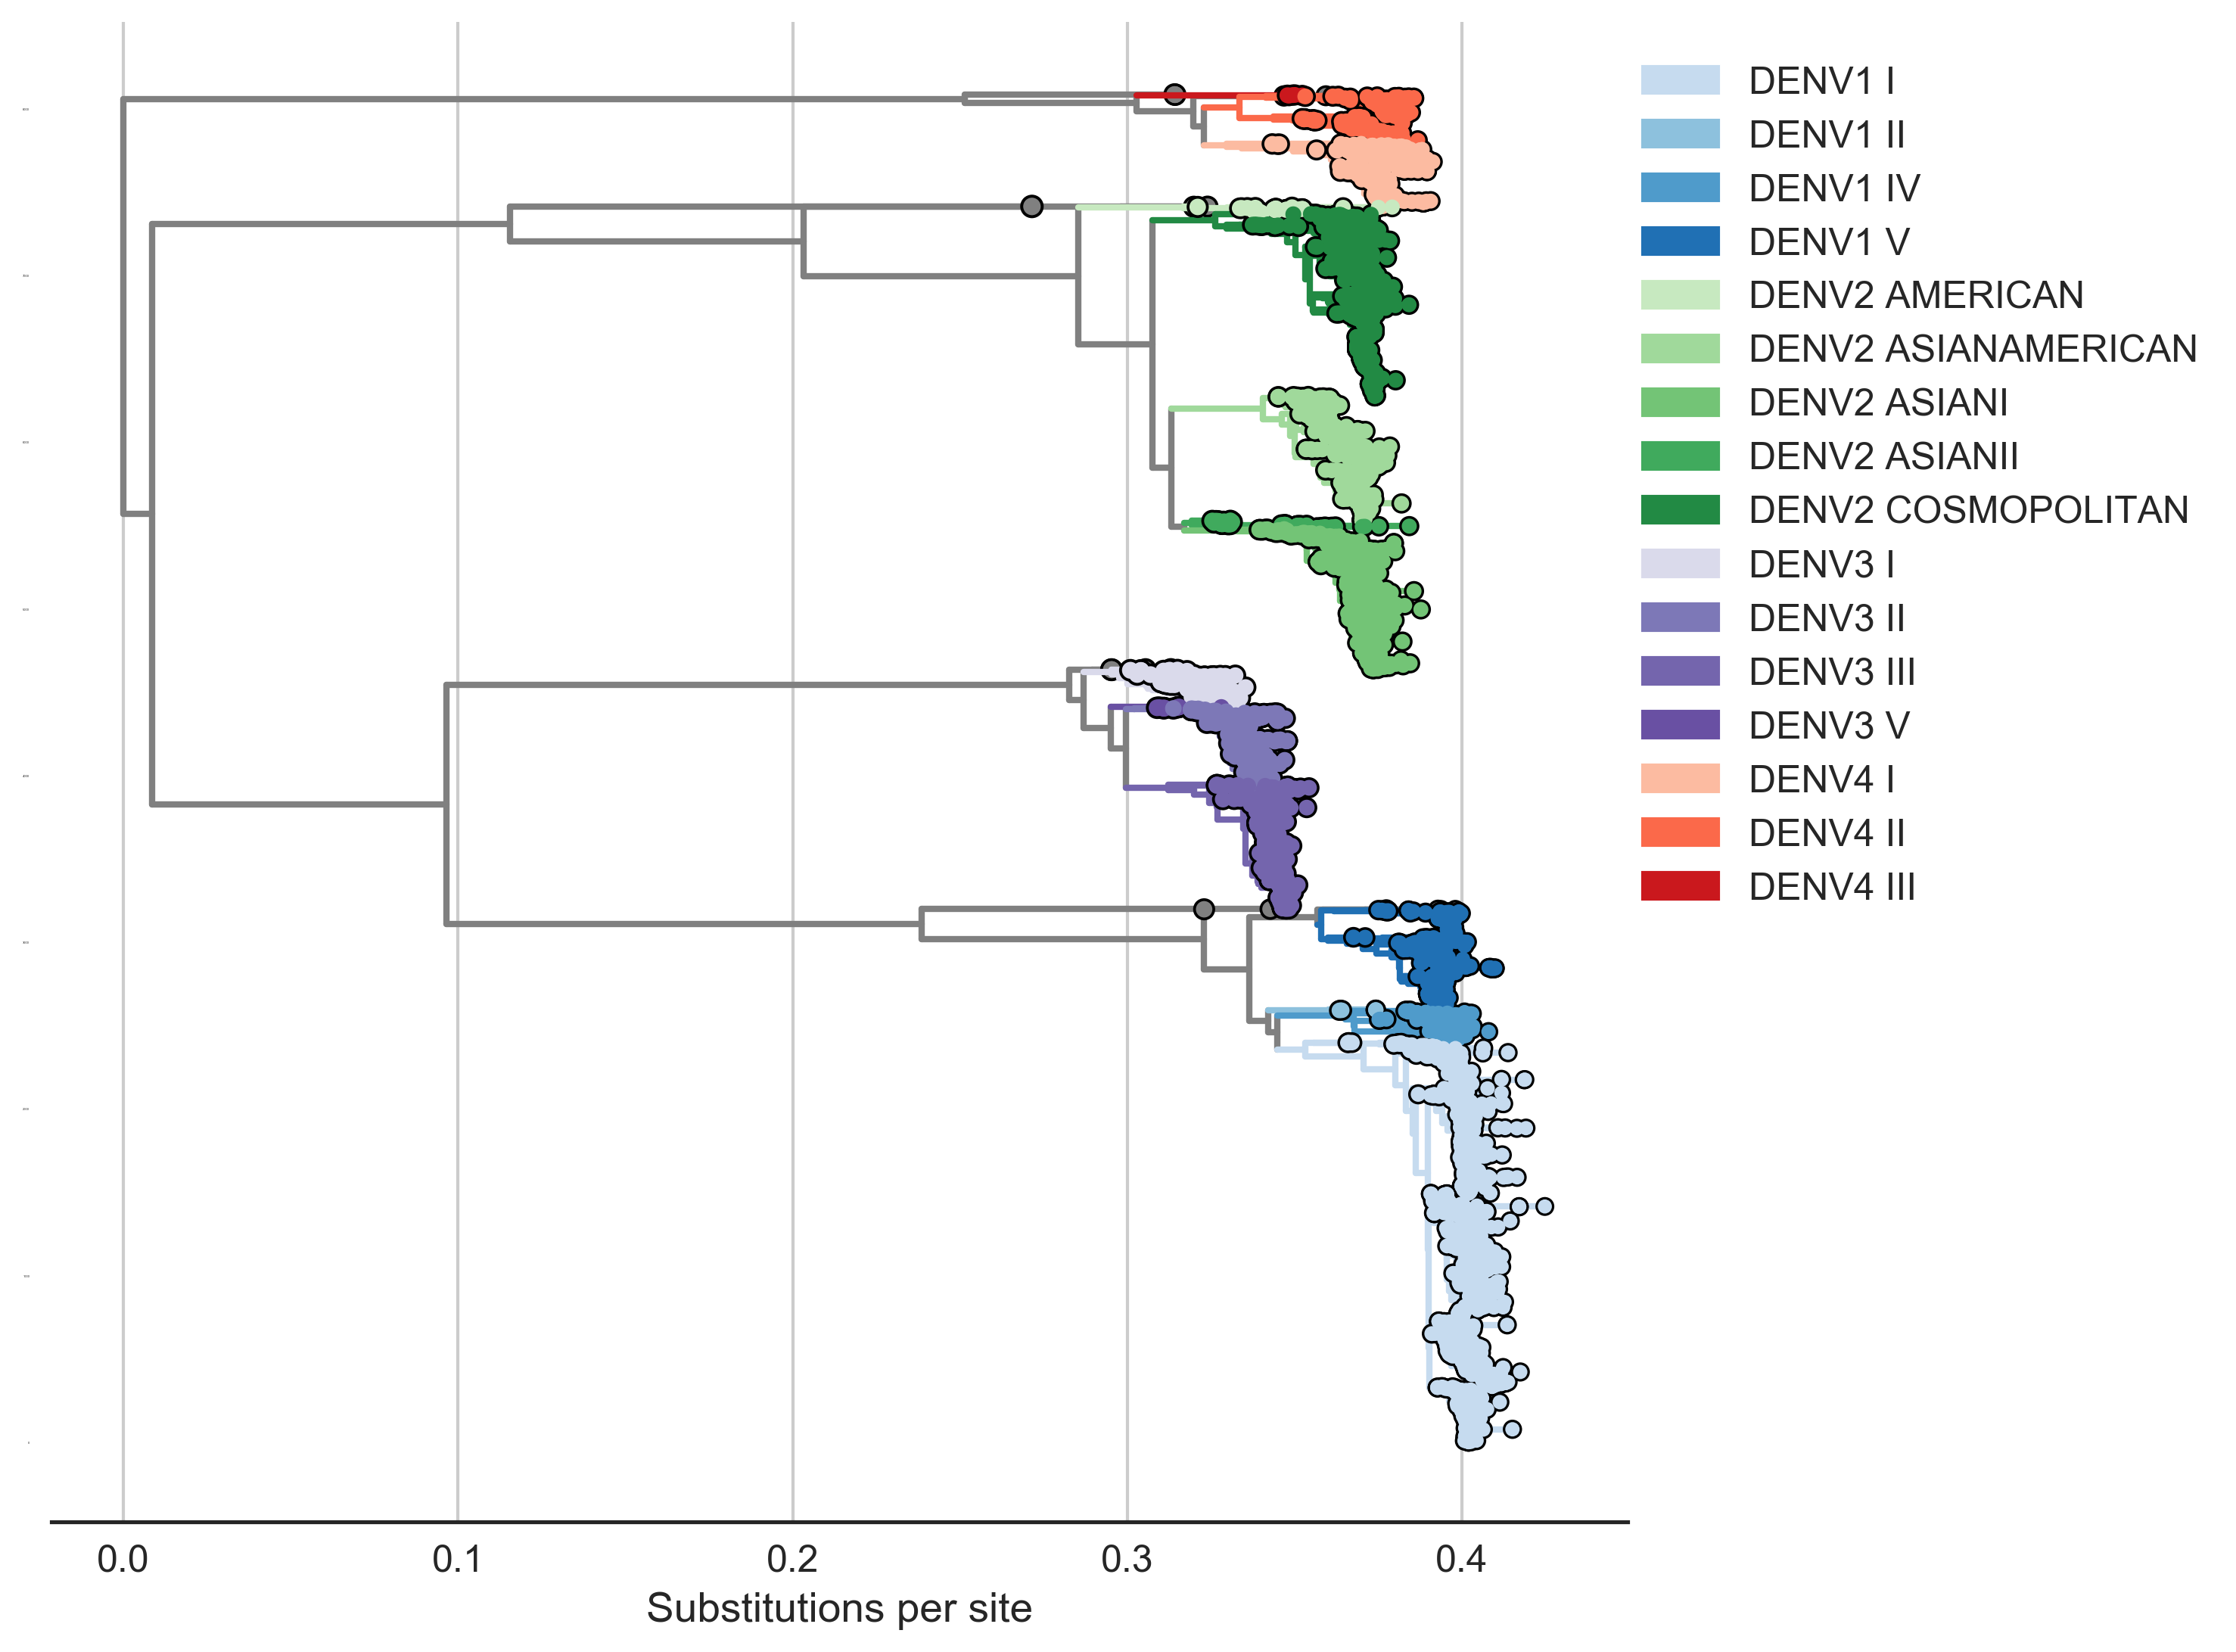 DENV1 I
DENV1 II
DENV1 IV
DENV1 V
DENV2 AMERICAN
DENV2 ASIANAMERICAN
DENV2 ASIANI
DENV2 ASIANII
DENV2 COSMOPOLITAN
DENV3 I
DENV3 II
DENV3 III
DENV3 V
DENV4 I
DENV4 II
DENV4 III
0.0 0.1 0.2 0.3 0.4
Substitutions per site